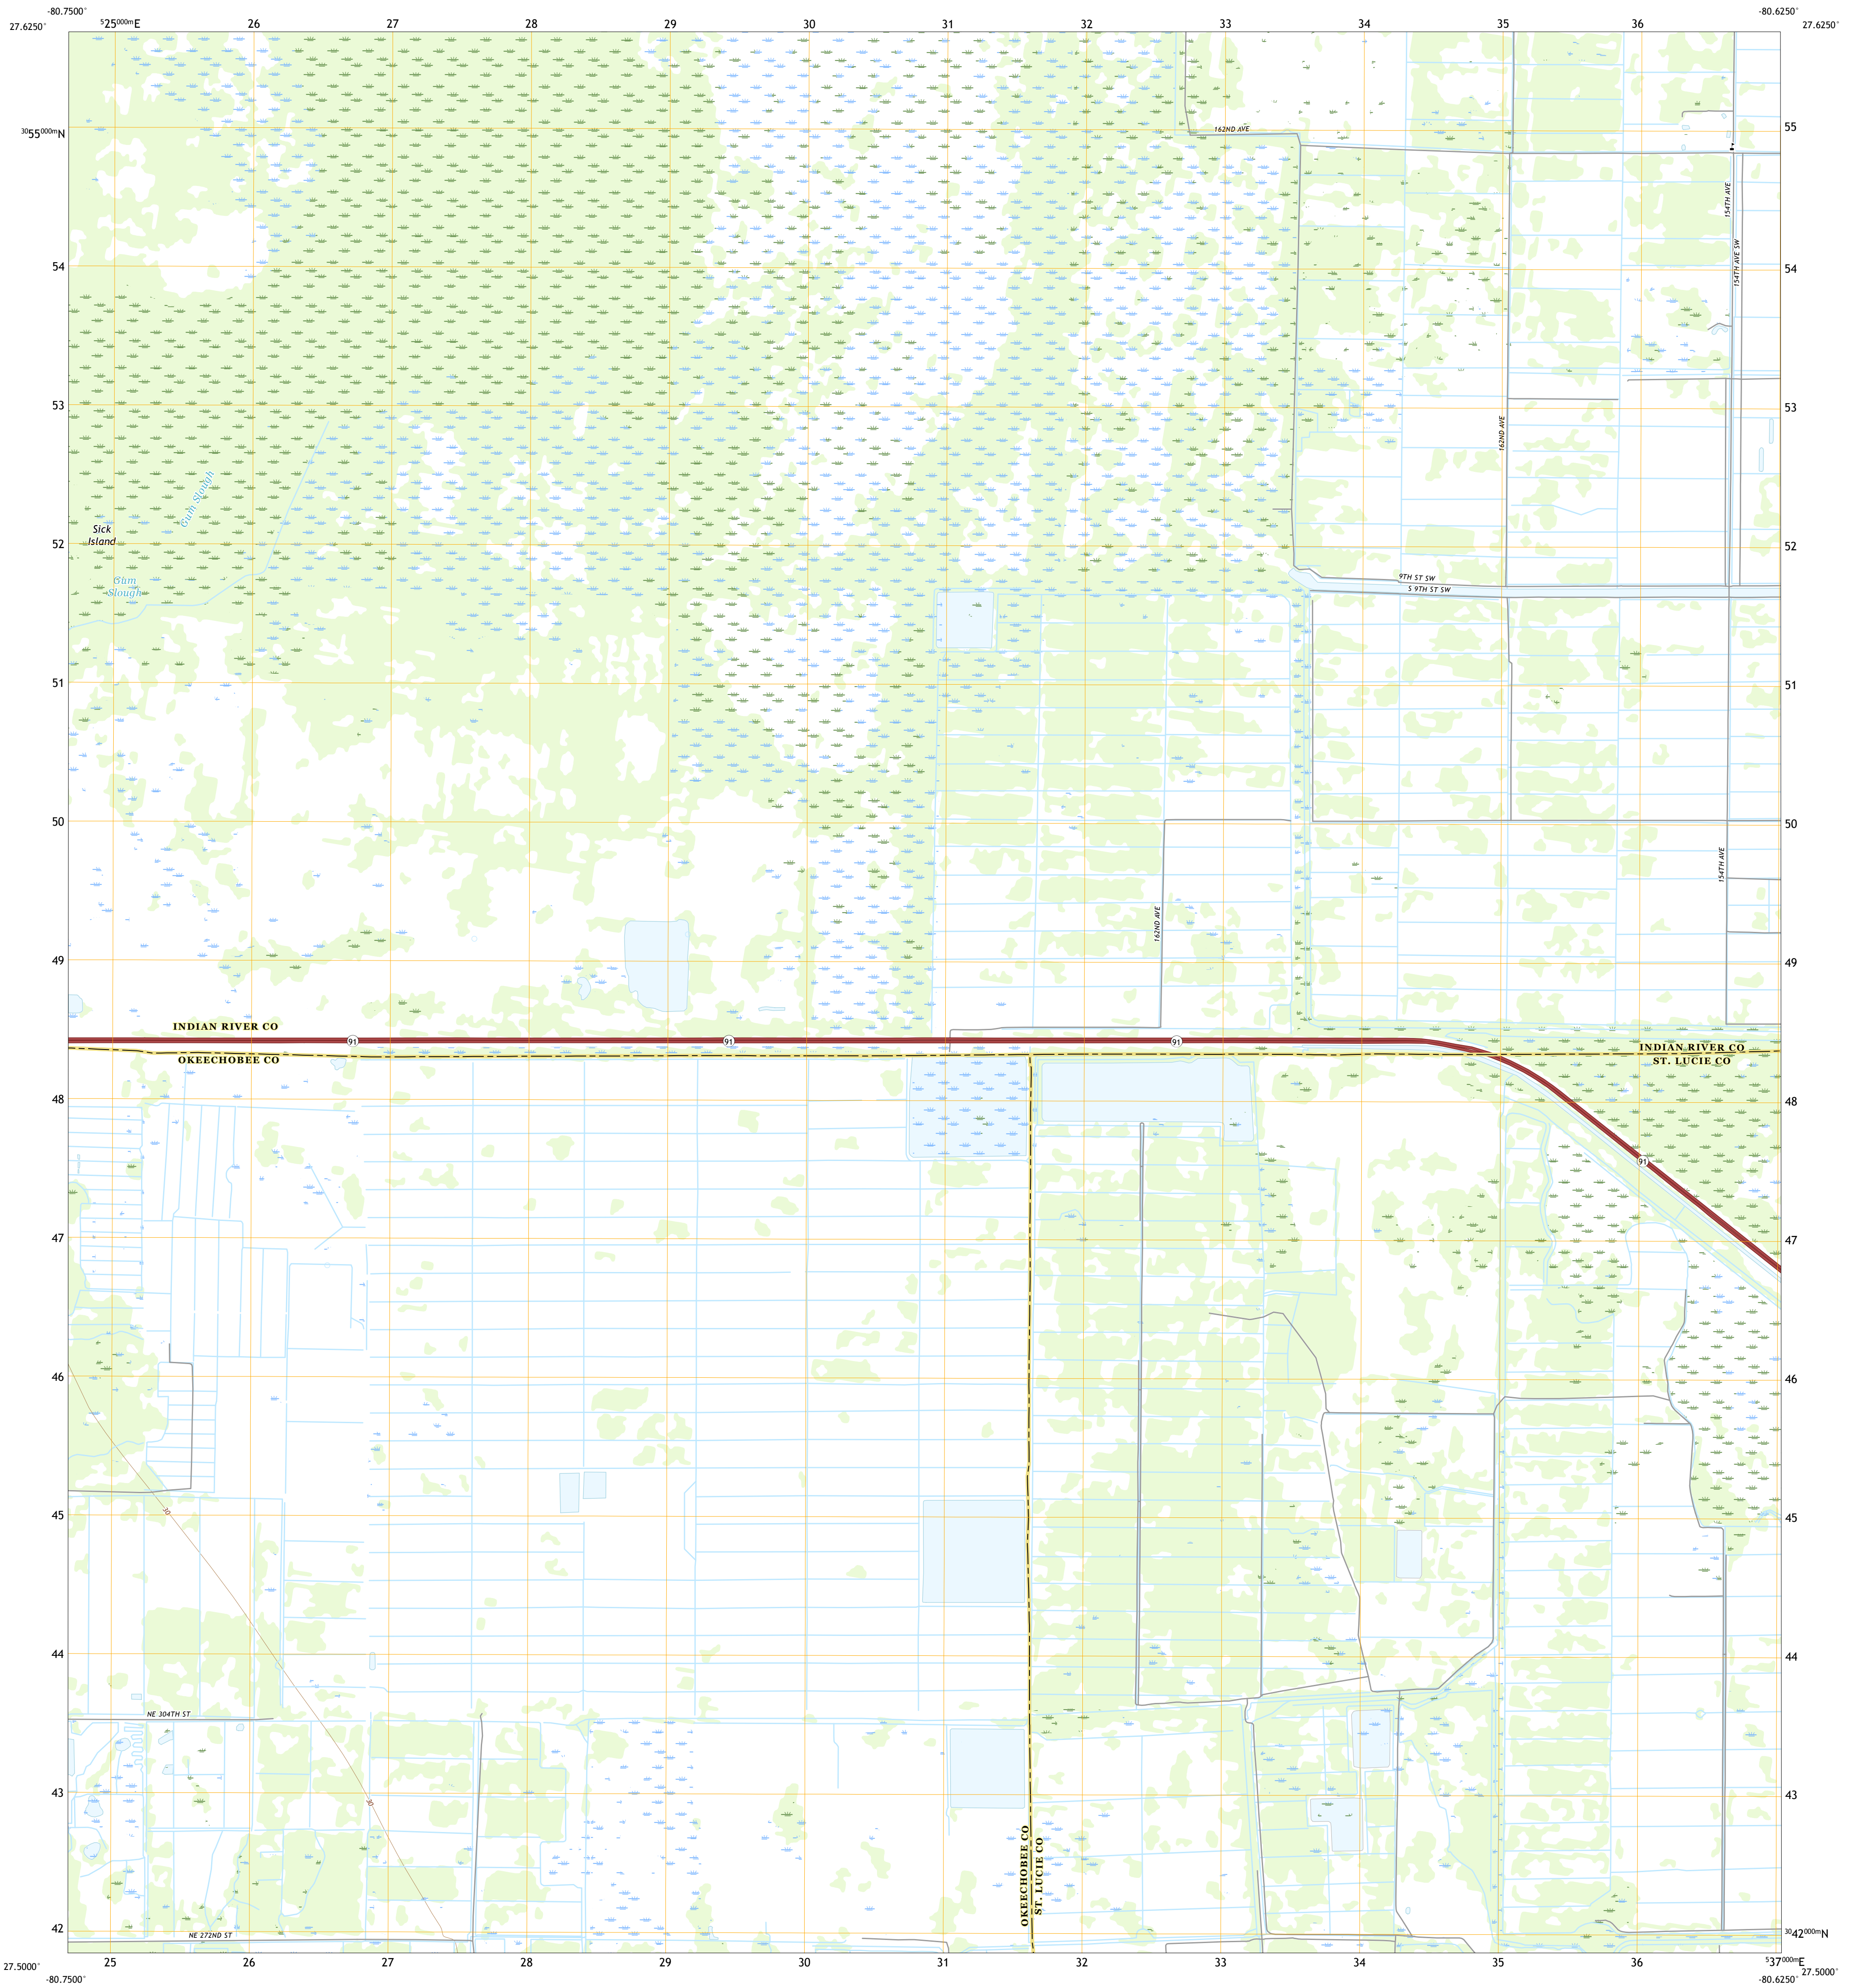 -80.7500°
-80.6250°
27.6250°
⁵25⁰⁰⁰ᵐE 26 27 28 29 30 31 32 33 34 35 36
27.6250°
³⁰55⁰⁰⁰ᵐN
55
162ND AVE
154TH AVE
154TH AVE SW
54
54
53
53
162ND AVE
Gum Slough
Sick
Island
52
52
Gum
Slough
9TH ST SW
S 9TH ST SW
51
51
50
50
154TH AVE
162ND AVE
49
49
INDIAN RIVER CO
91
91
91
OKEECHOBEE CO
INDIAN RIVER CO
ST. LUCIE CO
48
48
91
47
47
46
46
30
45
45
44
44
NE 304TH ST
43
43
30
OKEECHOBEE CO
ST. LUCIE CO
42
³⁰42⁰⁰⁰ᵐN
NE 272ND ST
27.5000°
25 26 27 28 29 30 31 32 33 34 35 ⁵37⁰⁰⁰ᵐE
27.5000°
-80.7500°
-80.6250°